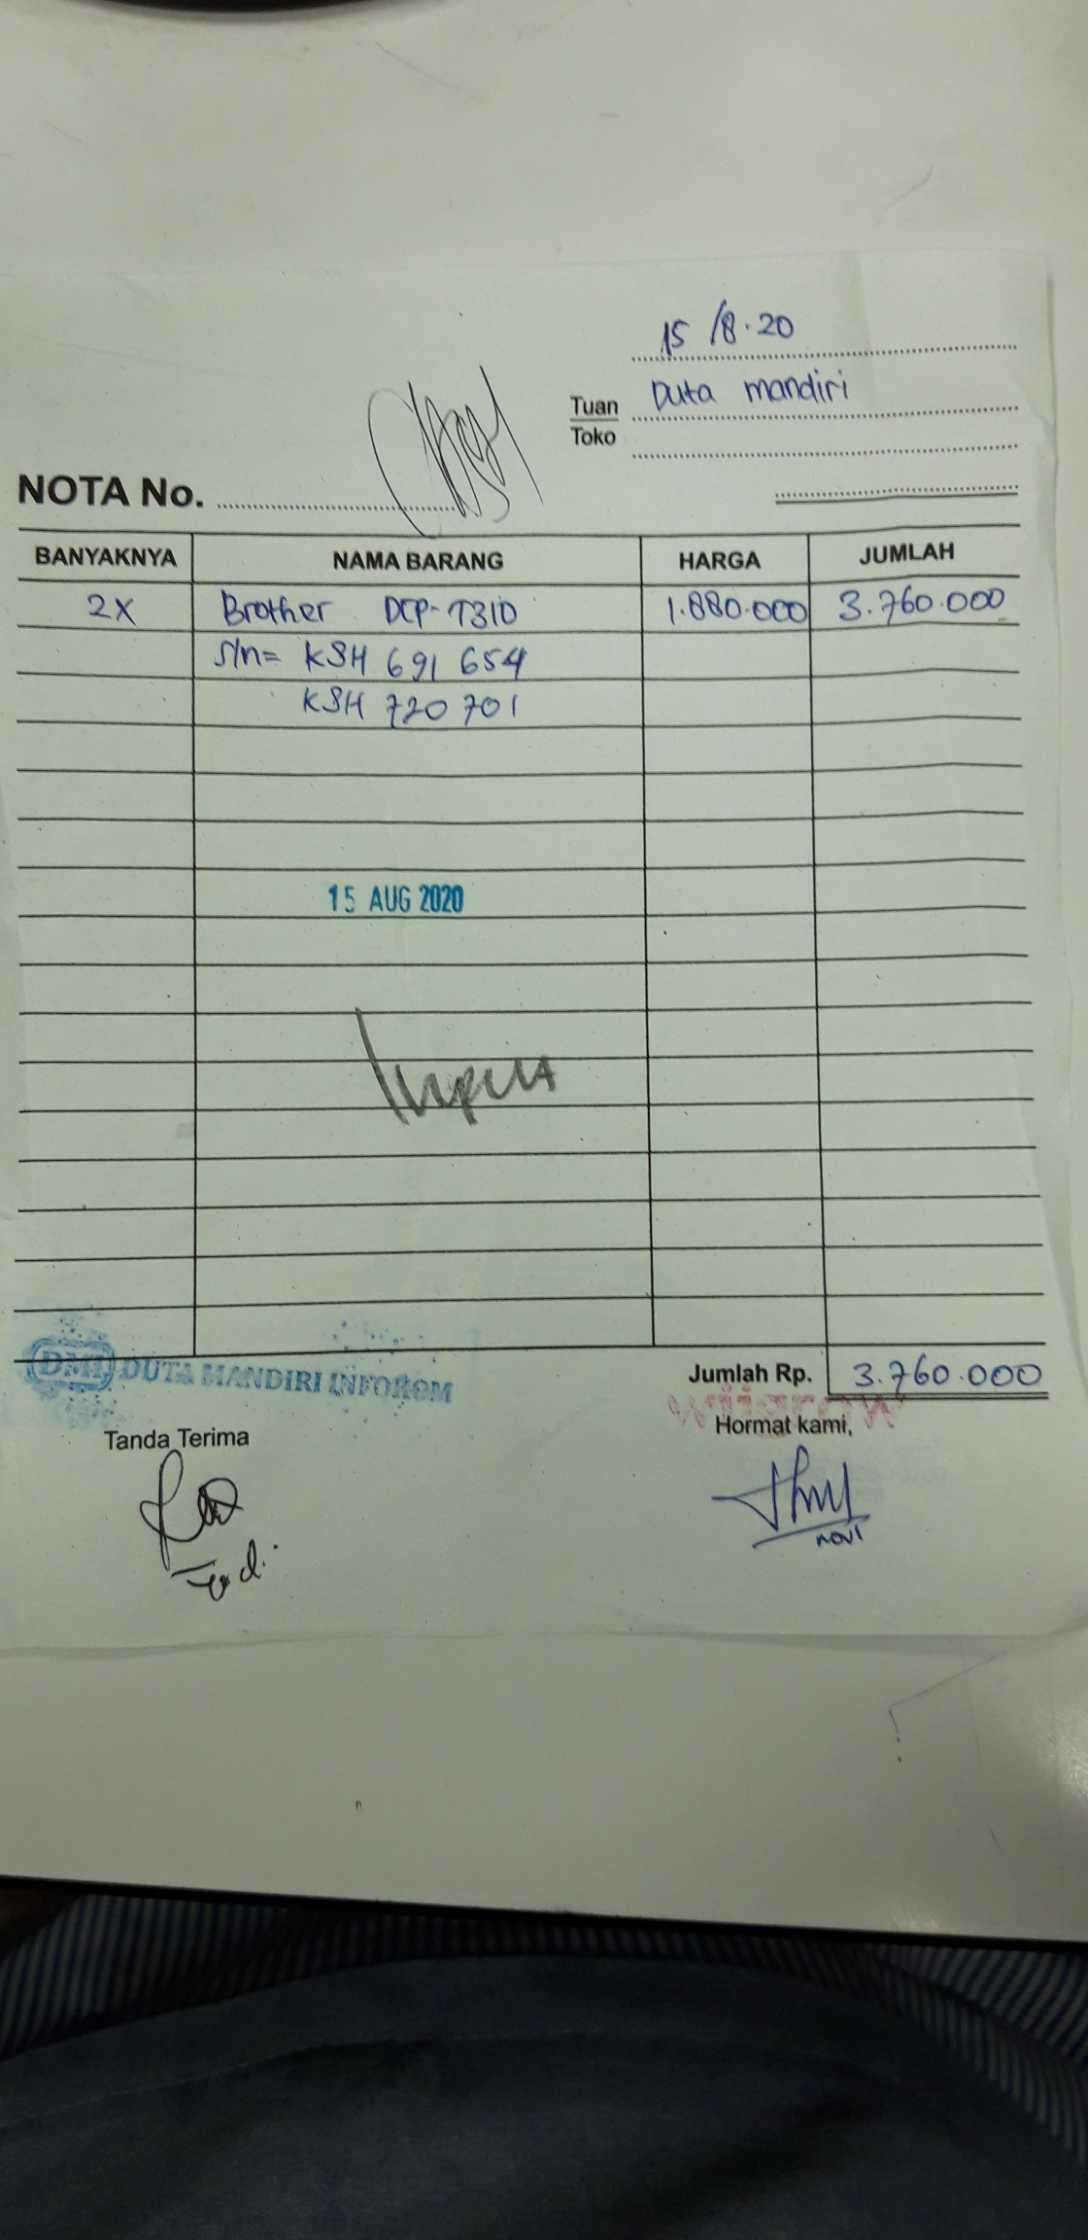 15/8.20
Tuan Duta mandiri
Toko
NOTA No.
BANYAKNYA NAMA BARANG HARGA JUMLAH
2X Brother DCP-T310 1.880.000 3.760.000
S/n= KSH 691 654
KSH 720 701
15 AUG 2020
Input
DMI DUTA MANDIRI INFOKOM
Jumlah Rp. 3.760.000
Tanda Terima Hormat kami,
novi